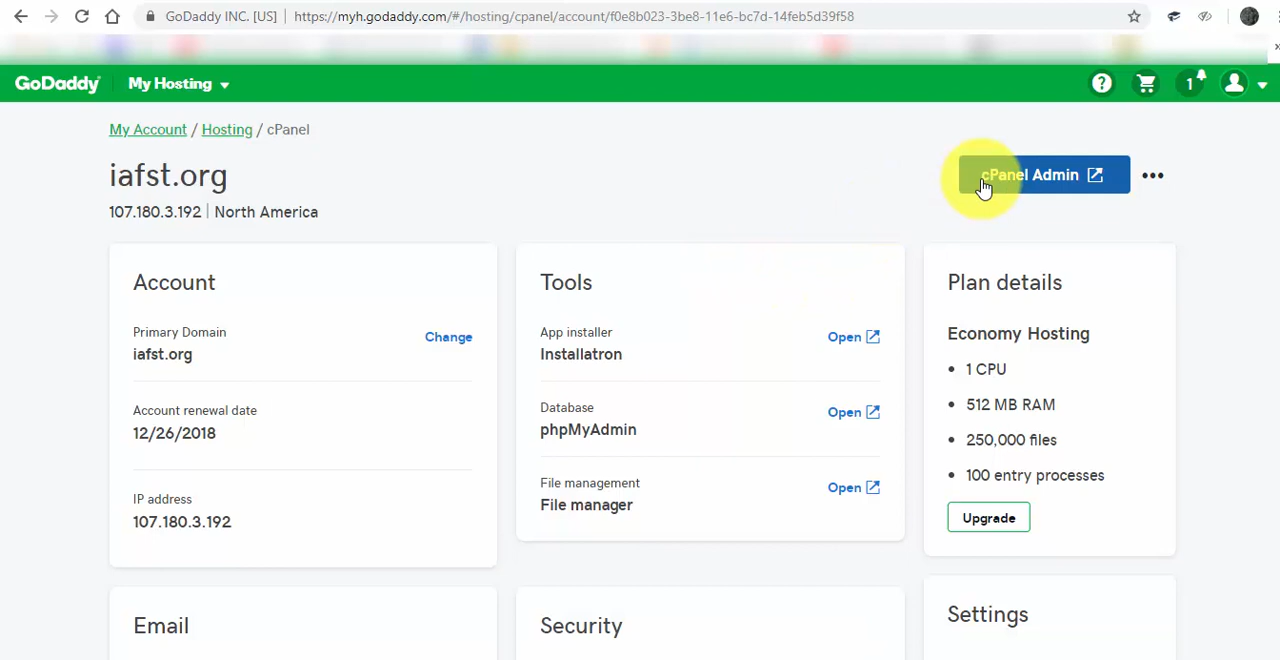 GoDaddy INC. [US] https://myh.godaddy.com/#/hosting/cpanel/account/f0e8b023-3be8-11e6-bc7d-14feb5d39f58
GoDaddy My Hosting 1
My Account / Hosting / cPanel
iafst.org
cPanel Admin
107.180.3.192 | North America
Account
Primary Domain
iafst.org
Change
Account renewal date
12/26/2018
IP address
107.180.3.192
Tools
App installer
Installatron
Open
Database
phpMyAdmin
Open
File management
File manager
Open
Plan details
Economy Hosting
• 1 CPU
• 512 MB RAM
• 250,000 files
• 100 entry processes
Upgrade
Email
Security
Settings